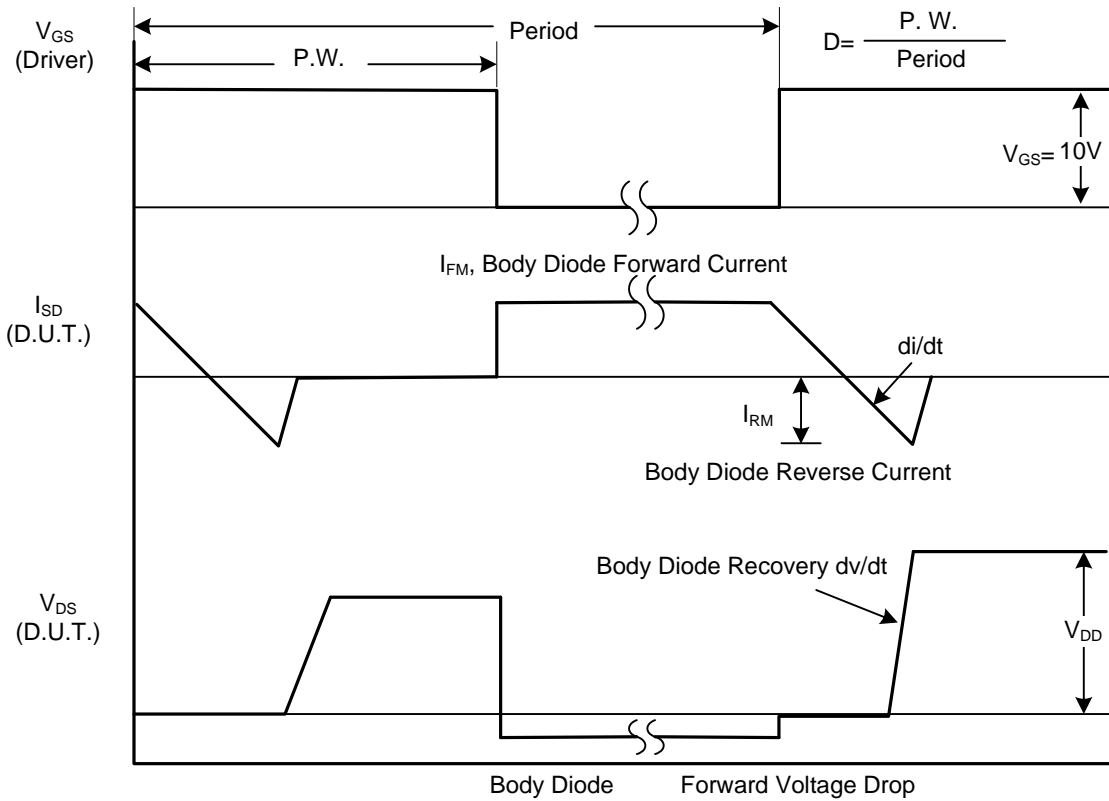 V_GS
(Driver)
Period
P.W.
D= P. W.
Period
V_GS= 10V
I_FM, Body Diode Forward Current
I_SD
(D.U.T.)
di/dt
I_RM
Body Diode Reverse Current
Body Diode Recovery dv/dt
V_DS
(D.U.T.)
V_DD
Body Diode Forward Voltage Drop